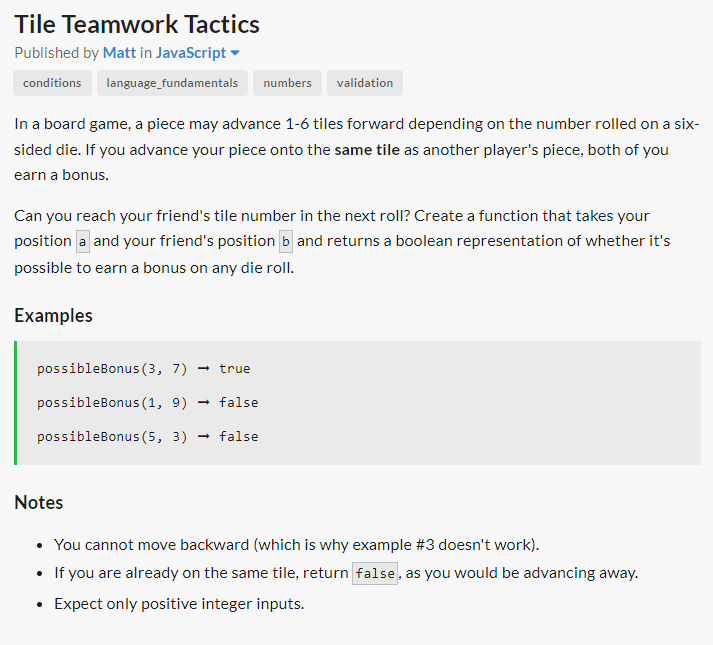 Tile Teamwork Tactics
Published by Matt in JavaScript
conditions language_fundamentals numbers validation
In a board game, a piece may advance 1-6 tiles forward depending on the number rolled on a six-
sided die. If you advance your piece onto the same tile as another player's piece, both of you
earn a bonus.
Can you reach your friend's tile number in the next roll? Create a function that takes your
position a and your friend's position b and returns a boolean representation of whether it's
possible to earn a bonus on any die roll.
Examples
possibleBonus(3, 7) ➞ true
possibleBonus(1, 9) ➞ false
possibleBonus(5, 3) ➞ false
Notes
• You cannot move backward (which is why example #3 doesn't work).
• If you are already on the same tile, return false, as you would be advancing away.
• Expect only positive integer inputs.